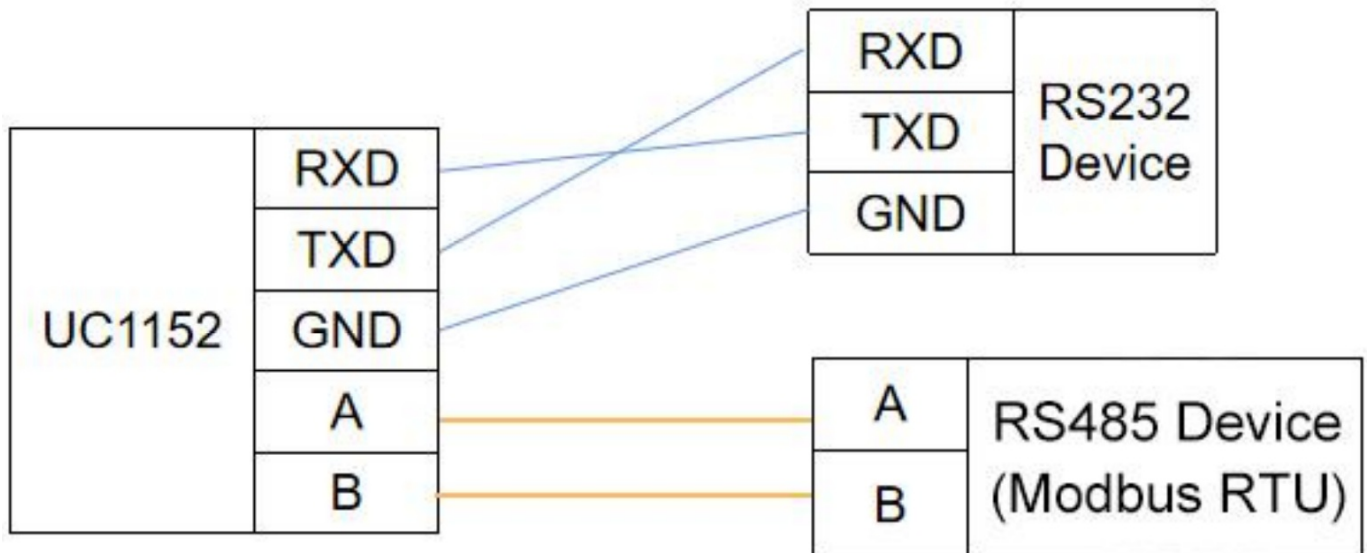 UC1152
RXD
TXD
GND
A
B
RXD
TXD
GND
RS232
Device
A
B
RS485 Device
(Modbus RTU)